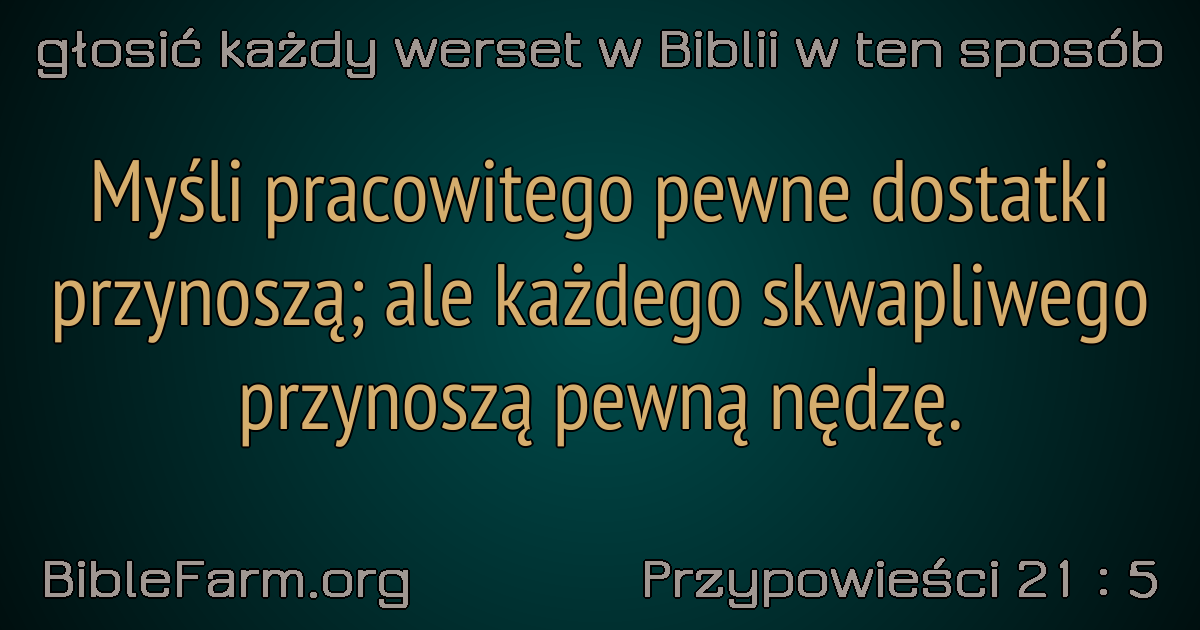 głosić każdy werset w Biblii w ten sposób
Myśli pracowitego pewne dostatki
przynoszą; ale każdego skwapliwego
przynoszą pewną nędzę.
BibleFarm.org
Przypowieści 21 : 5